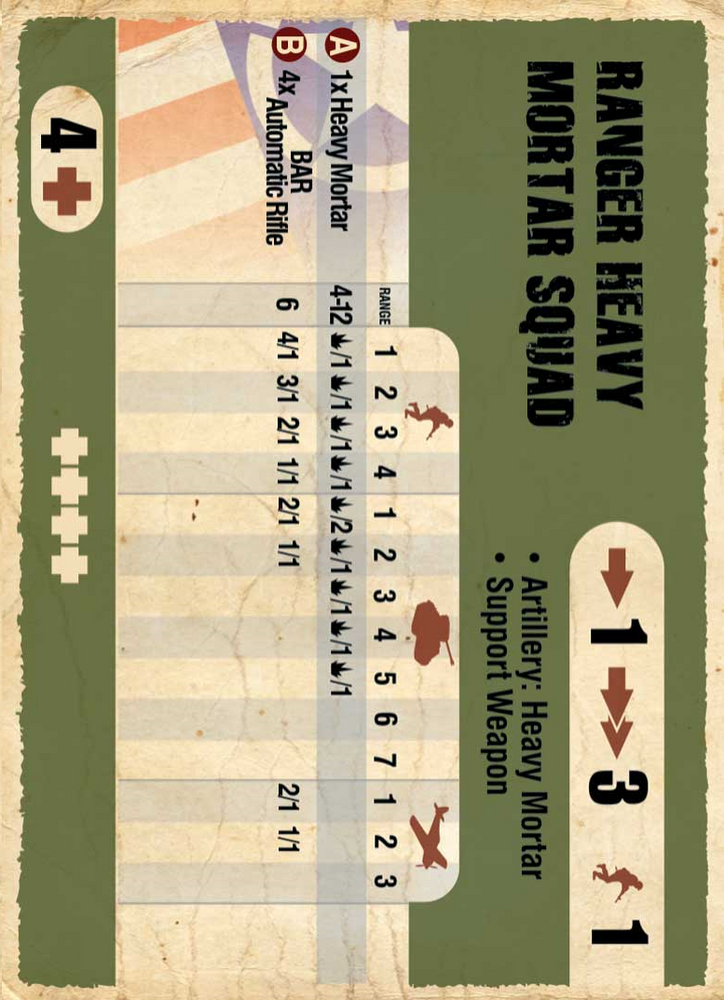 RANGER HEAVY
MORTAR SQUAD
1 3 1
• Artillery: Heavy Mortar
• Support Weapon
RANGE 1 2 3 4 1 2 3 4 5 6 7 1 2 3
A 1x Heavy Mortar 4-12 /1 /1 /1 /1 /2 /1 /1 /1 /1
BAR
B 4x Automatic Rifle 6 4/1 3/1 2/1 1/1 2/1 1/1 2/1 1/1
4